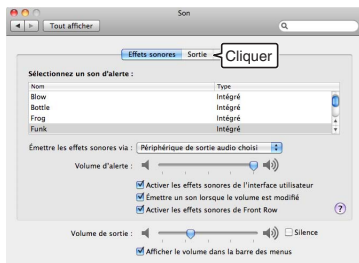 Son
Tout afficher
Effets sonores Sortie Cliquer
Sélectionnez un son d'alerte :
Nom Type
Blow Intégré
Bottle Intégré
Frog Intégré
Funk Intégré
Émettre les effets sonores via : Périphérique de sortie audio choisi
Volume d'alerte :
Activer les effets sonores de l'interface utilisateur
Émettre un son lorsque le volume est modifié
Activer les effets sonores de Front Row
?
Volume de sortie : Silence
Afficher le volume dans la barre des menus